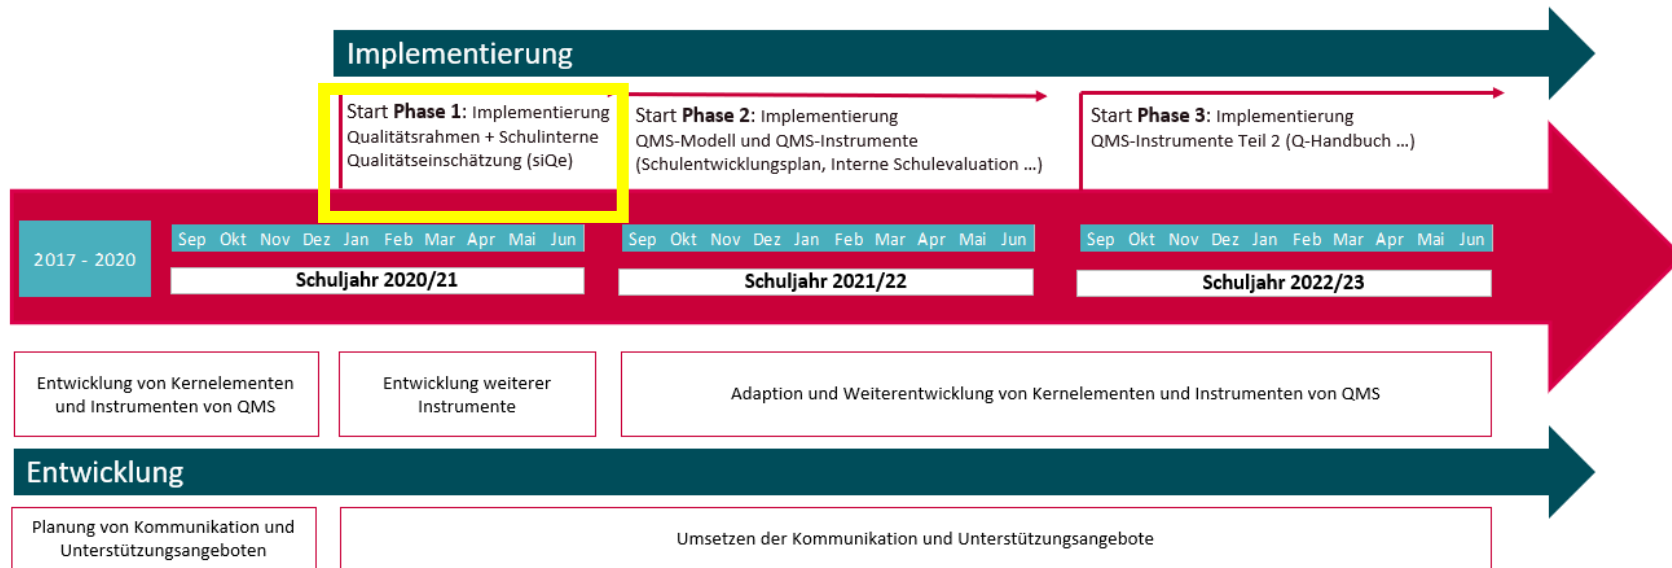 Implementierung
Start Phase 1: Implementierung
Qualitätsrahmen + Schulinterne
Qualitätseinschätzung (siQe)
Start Phase 2: Implementierung
QMS-Modell und QMS-Instrumente
(Schulentwicklungsplan, Interne Schulevaluation ...)
Start Phase 3: Implementierung
QMS-Instrumente Teil 2 (Q-Handbuch ...)
2017 - 2020
Sep Okt Nov Dez Jan Feb Mar Apr Mai Jun
Schuljahr 2020/21
Sep Okt Nov Dez Jan Feb Mar Apr Mai Jun
Schuljahr 2021/22
Sep Okt Nov Dez Jan Feb Mar Apr Mai Jun
Schuljahr 2022/23
Entwicklung von Kernelementen
und Instrumenten von QMS
Entwicklung weiterer
Instrumente
Adaption und Weiterentwicklung von Kernelementen und Instrumenten von QMS
Entwicklung
Planung von Kommunikation und
Unterstützungsangeboten
Umsetzen der Kommunikation und Unterstützungsangebote